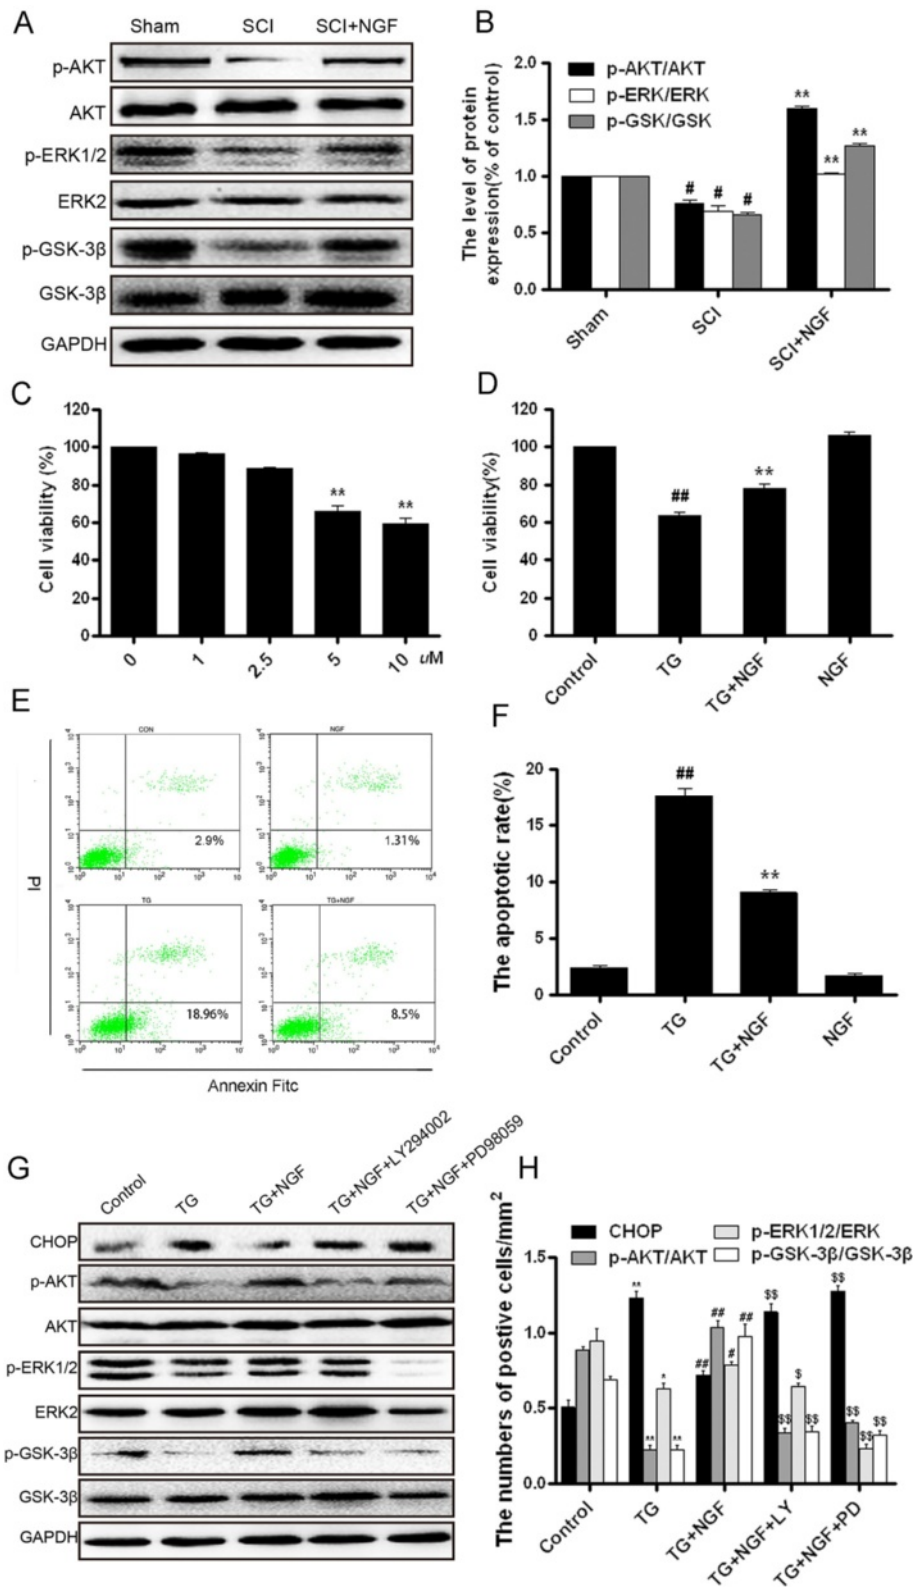 A
Sham SCI SCI+NGF
p-AKT
AKT
p-ERK1/2
ERK2
p-GSK-3β
GSK-3β
GAPDH
B
The level of protein
expression(% of control)
2.0
1.5
1.0
0.5
0.0
p-AKT/AKT
p-ERK/ERK
p-GSK/GSK
# # #
** ** **
Sham SCI SCI+NGF
C
Cell viability (%)
120
100
80
60
40
20
0
** **
0 1 2.5 5 10 uM
D
Cell viability(%)
120
100
80
60
40
20
0
## **
Control TG TG+NGF NGF
E
CON
2.9%
NGF
1.31%
TG
18.96%
TG+NGF
8.5%
PI
Annexin Fitc
F
The apoptotic rate(%)
20
15
10
5
0
## **
Control TG TG+NGF NGF
G
Control TG TG+NGF TG+NGF+LY294002 TG+NGF+PD98059
CHOP
p-AKT
AKT
p-ERK1/2
ERK2
p-GSK-3β
GSK-3β
GAPDH
H
The numbers of postive cells/mm2
CHOP p-ERK1/2/ERK
p-AKT/AKT p-GSK-3β/GSK-3β
1.5
1.0
0.5
0.0
** ** * **
## ## # ##
$$ $$ $ $$
$$ $$ $$ $$
Control TG TG+NGF TG+NGF+LY TG+NGF+PD